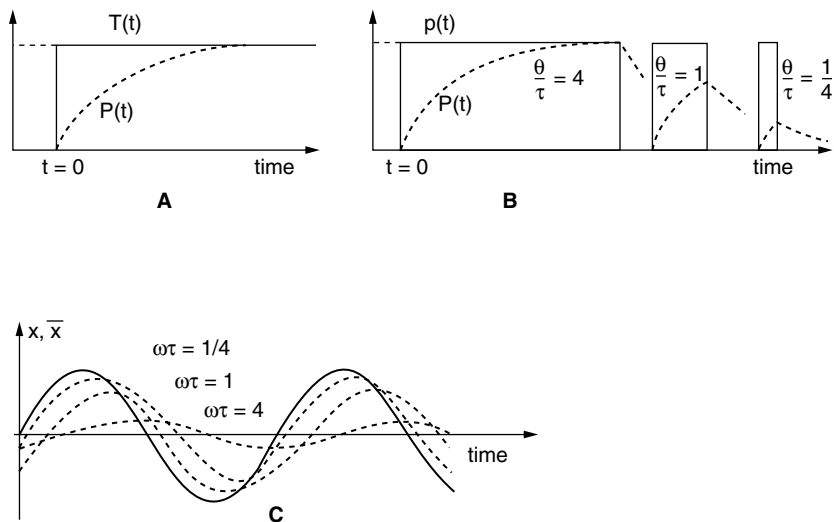 T(t)
P(t)
t = 0
time
A
p(t)
P(t)
θ/τ = 4
θ/τ = 1
θ/τ = 1/4
t = 0
time
B
x, x̅
ωτ = 1/4
ωτ = 1
ωτ = 4
time
C